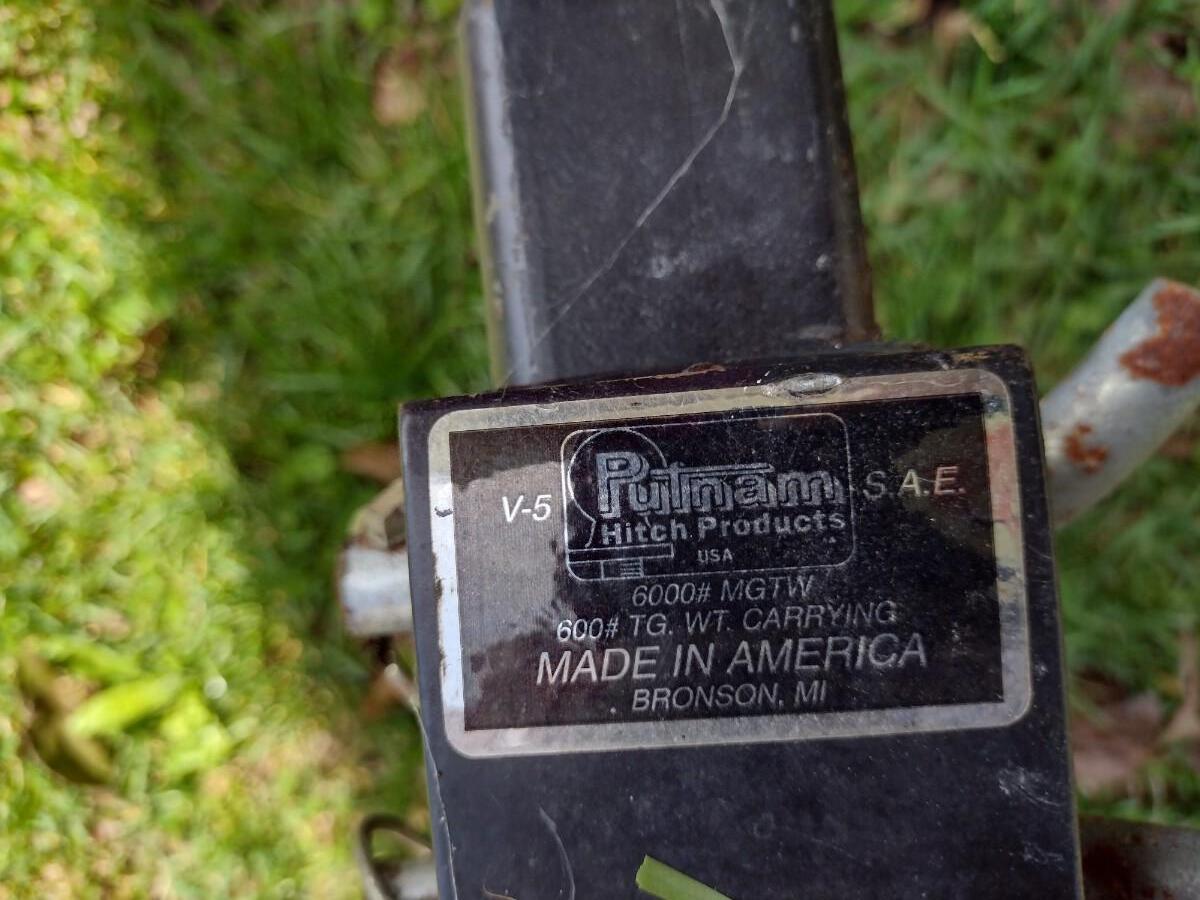 V-5 Putnam S.A.E.
Hitch Products
USA
6000# MGTW
600# TG. WT. CARRYING
MADE IN AMERICA
BRONSON, MI